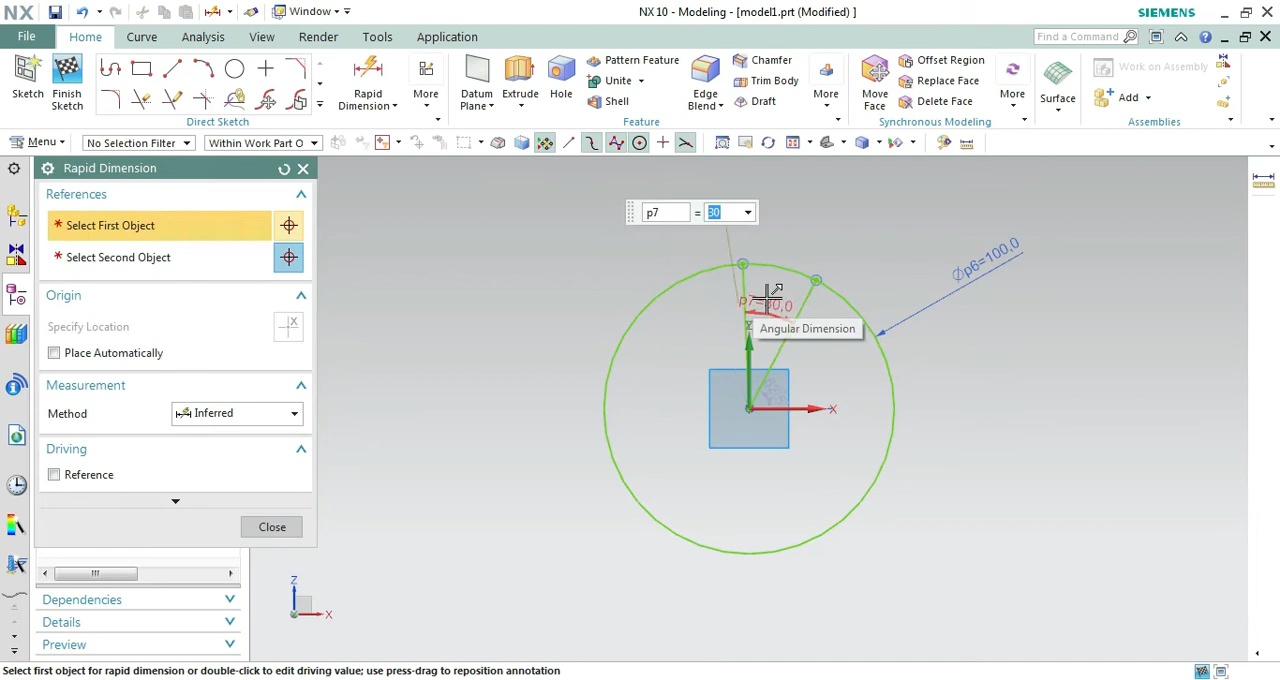 NX
Window
NX 10 - Modeling - [model1.prt (Modified) ]
SIEMENS
File Home Curve Analysis View Render Tools Application
Find a Command
Sketch
Finish Sketch
Direct Sketch
Rapid Dimension
More
Datum Plane
Extrude
Hole
Pattern Feature
Unite
Shell
Edge Blend
Chamfer
Trim Body
Draft
More
Feature
Move Face
Offset Region
Replace Face
Delete Face
More
Synchronous Modeling
Surface
Work on Assembly
Add
Assemblies
Menu
No Selection Filter
Within Work Part O
Rapid Dimension
References
* Select First Object
* Select Second Object
Origin
Specify Location
Place Automatically
Measurement
Method
Inferred
Driving
Reference
Close
Dependencies
Details
Preview
p7 = 30
p7=30,0
Angular Dimension
Øp6=100,0
X
Z
X
Select first object for rapid dimension or double-click to edit driving value; use press-drag to reposition annotation